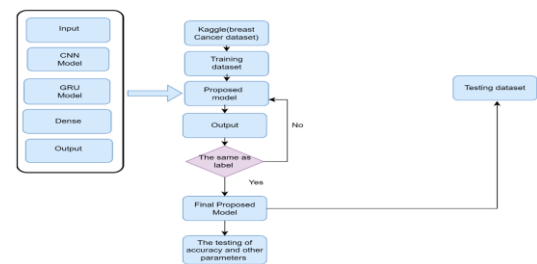 Input
CNN
Model
GRU
Model
Dense
Output
Kaggle(breast
Cancer dataset)
Training
dataset
Proposed
model
Output
No
The same as
label
Yes
Final Proposed
Model
The testing of
accuracy and other
parameters
Testing dataset